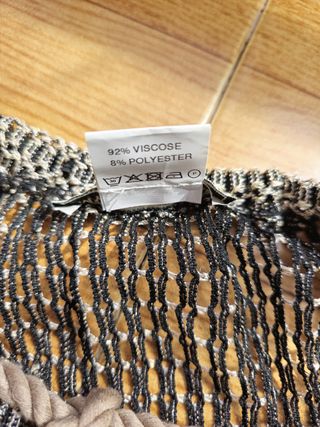 92% VISCOSE
8% POLYESTER